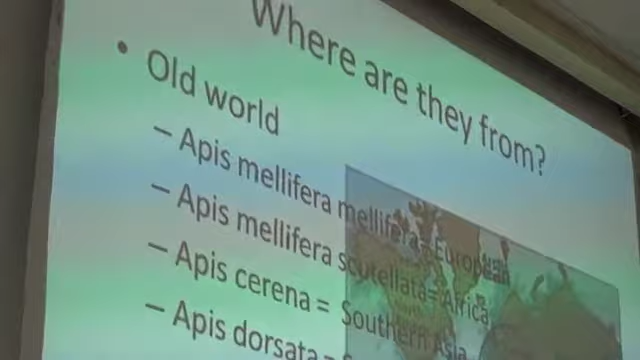 Where are they from?
• Old world
– Apis mellifera mellifera= European
– Apis mellifera scutellata= Africa
– Apis cerena = Southern Asia
– Apis dorsata =